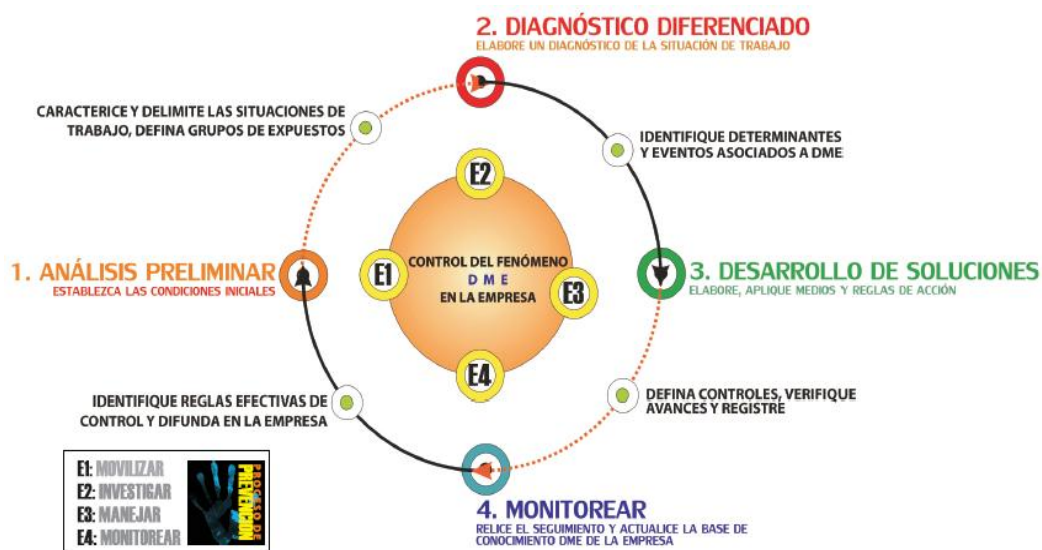 2. DIAGNÓSTICO DIFERENCIADO
ELABORE UN DIAGNÓSTICO DE LA SITUACIÓN DE TRABAJO
CARACTERICE Y DELIMITE LAS SITUACIONES DE
TRABAJO, DEFINA GRUPOS DE EXPUESTOS
IDENTIFIQUE DETERMINANTES
Y EVENTOS ASOCIADOS A DME
E2
1. ANÁLISIS PRELIMINAR
ESTABLEZCA LAS CONDICIONES INICIALES
E1
CONTROL DEL FENÓMENO
D M E
EN LA EMPRESA
E3
3. DESARROLLO DE SOLUCIONES
ELABORE, APLIQUE MEDIOS Y REGLAS DE ACCIÓN
E4
IDENTIFIQUE REGLAS EFECTIVAS DE
CONTROL Y DIFUNDA EN LA EMPRESA
DEFINA CONTROLES, VERIFIQUE
AVANCES Y REGISTRE
4. MONITOREAR
RELICE EL SEGUIMIENTO Y ACTUALICE LA BASE DE
CONOCIMIENTO DME DE LA EMPRESA
E1: MOVILIZAR
E2: INVESTIGAR
E3: MANEJAR
E4: MONITOREAR
PROCESO DE
PREVENCIÓN